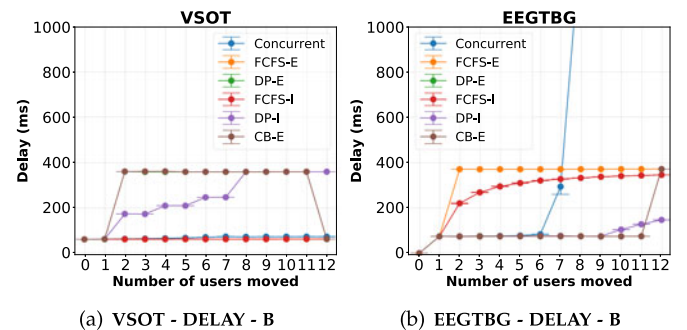 VSOT
1000
800
600
400
200
0
Delay (ms)
Concurrent
FCFS-E
DP-E
FCFS-I
DP-I
CB-E
0 1 2 3 4 5 6 7 8 9 10 11 12
Number of users moved
(a) VSOT - DELAY - B
EEGTBG
1000
800
600
400
200
0
Delay (ms)
Concurrent
FCFS-E
DP-E
FCFS-I
DP-I
CB-E
0 1 2 3 4 5 6 7 8 9 10 11 12
Number of users moved
(b) EEGTBG - DELAY - B